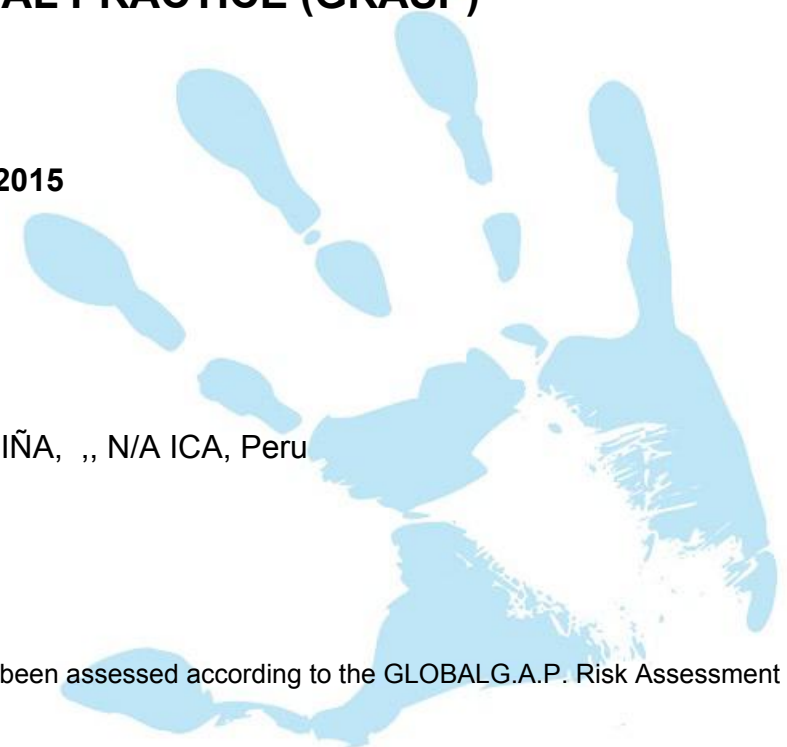 AL PRACTICE (GRASP)
2015
IÑA, ,, N/A ICA, Peru
been assessed according to the GLOBALG.A.P. Risk Assessment